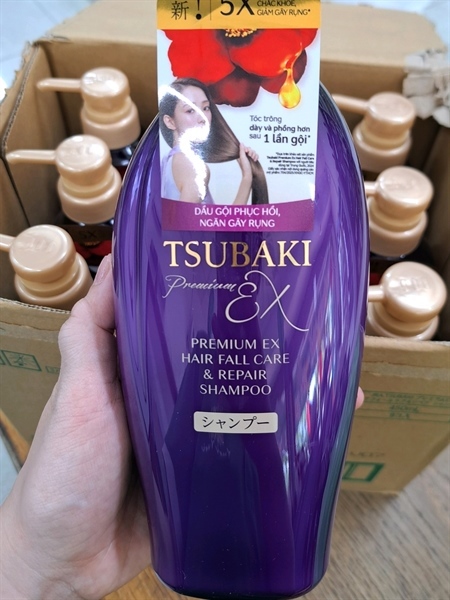 新! 5X CHẮC KHỎE,
GIẢM GÃY RỤNG*
Tóc trông
dày và phồng hơn
sau 1 lần gội*
DẦU GỘI PHỤC HỒI,
NGĂN GÃY RỤNG
TSUBAKI
Premium EX
PREMIUM EX
HAIR FALL CARE
& REPAIR
SHAMPOO
シャンプー